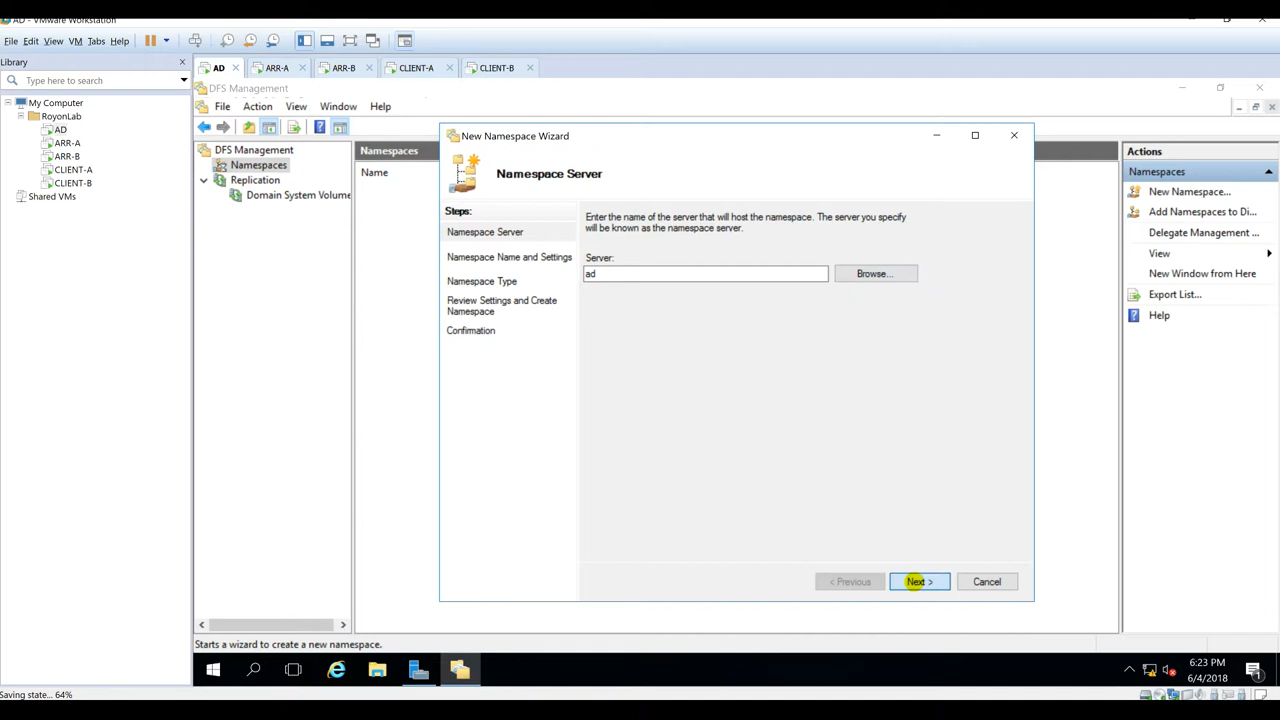 AD - VMware Workstation
File Edit View VM Tabs Help
Library
Type here to search
My Computer
RoyonLab
AD
ARR-A
ARR-B
CLIENT-A
CLIENT-B
Shared VMs
AD ARR-A ARR-B CLIENT-A CLIENT-B
DFS Management
File Action View Window Help
DFS Management
Namespaces
Replication
Domain System Volume
Namespaces
Name
New Namespace Wizard
Namespace Server
Steps:
Namespace Server
Namespace Name and Settings
Namespace Type
Review Settings and Create
Namespace
Confirmation
Enter the name of the server that will host the namespace. The server you specify
will be known as the namespace server.
Server:
ad
Browse...
< Previous
Next >
Cancel
Actions
Namespaces
New Namespace...
Add Namespaces to Di...
Delegate Management ...
View
New Window from Here
Export List...
Help
Starts a wizard to create a new namespace.
6:23 PM
6/4/2018
1
Saving state... 64%